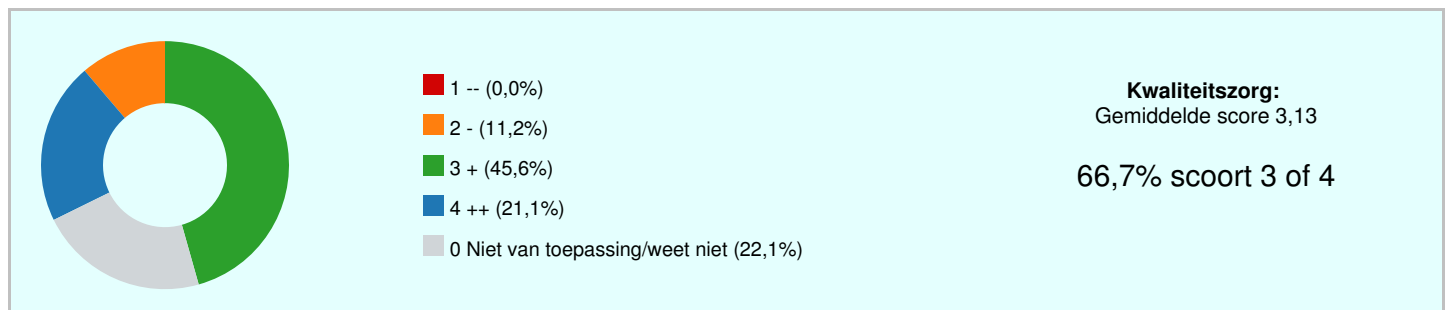 1 -- (0,0%)
2 - (11,2%)
3 + (45,6%)
4 ++ (21,1%)
0 Niet van toepassing/weet niet (22,1%)
Kwaliteitszorg:
Gemiddelde score 3,13
66,7% scoort 3 of 4